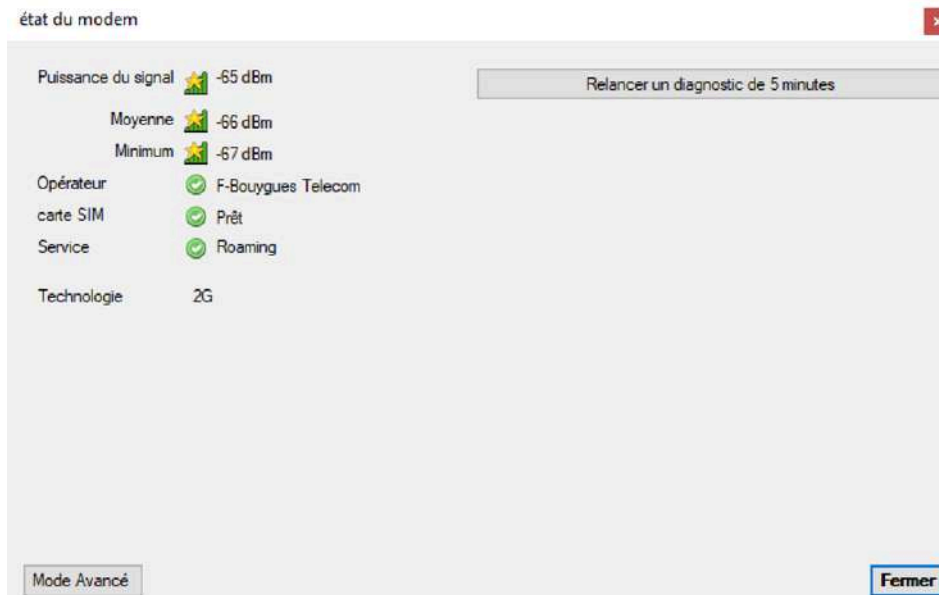 état du modem
Puissance du signal -65 dBm
Relancer un diagnostic de 5 minutes
Moyenne -66 dBm
Minimum -67 dBm
Opérateur F-Bouygues Telecom
carte SIM Prêt
Service Roaming
Technologie 2G
Mode Avancé
Fermer